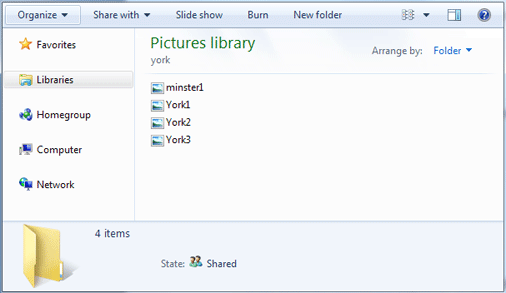 Organize Share with Slide show Burn New folder
Favorites
Libraries
Homegroup
Computer
Network
Pictures library
york
Arrange by: Folder
minster1
York1
York2
York3
4 items
State: Shared